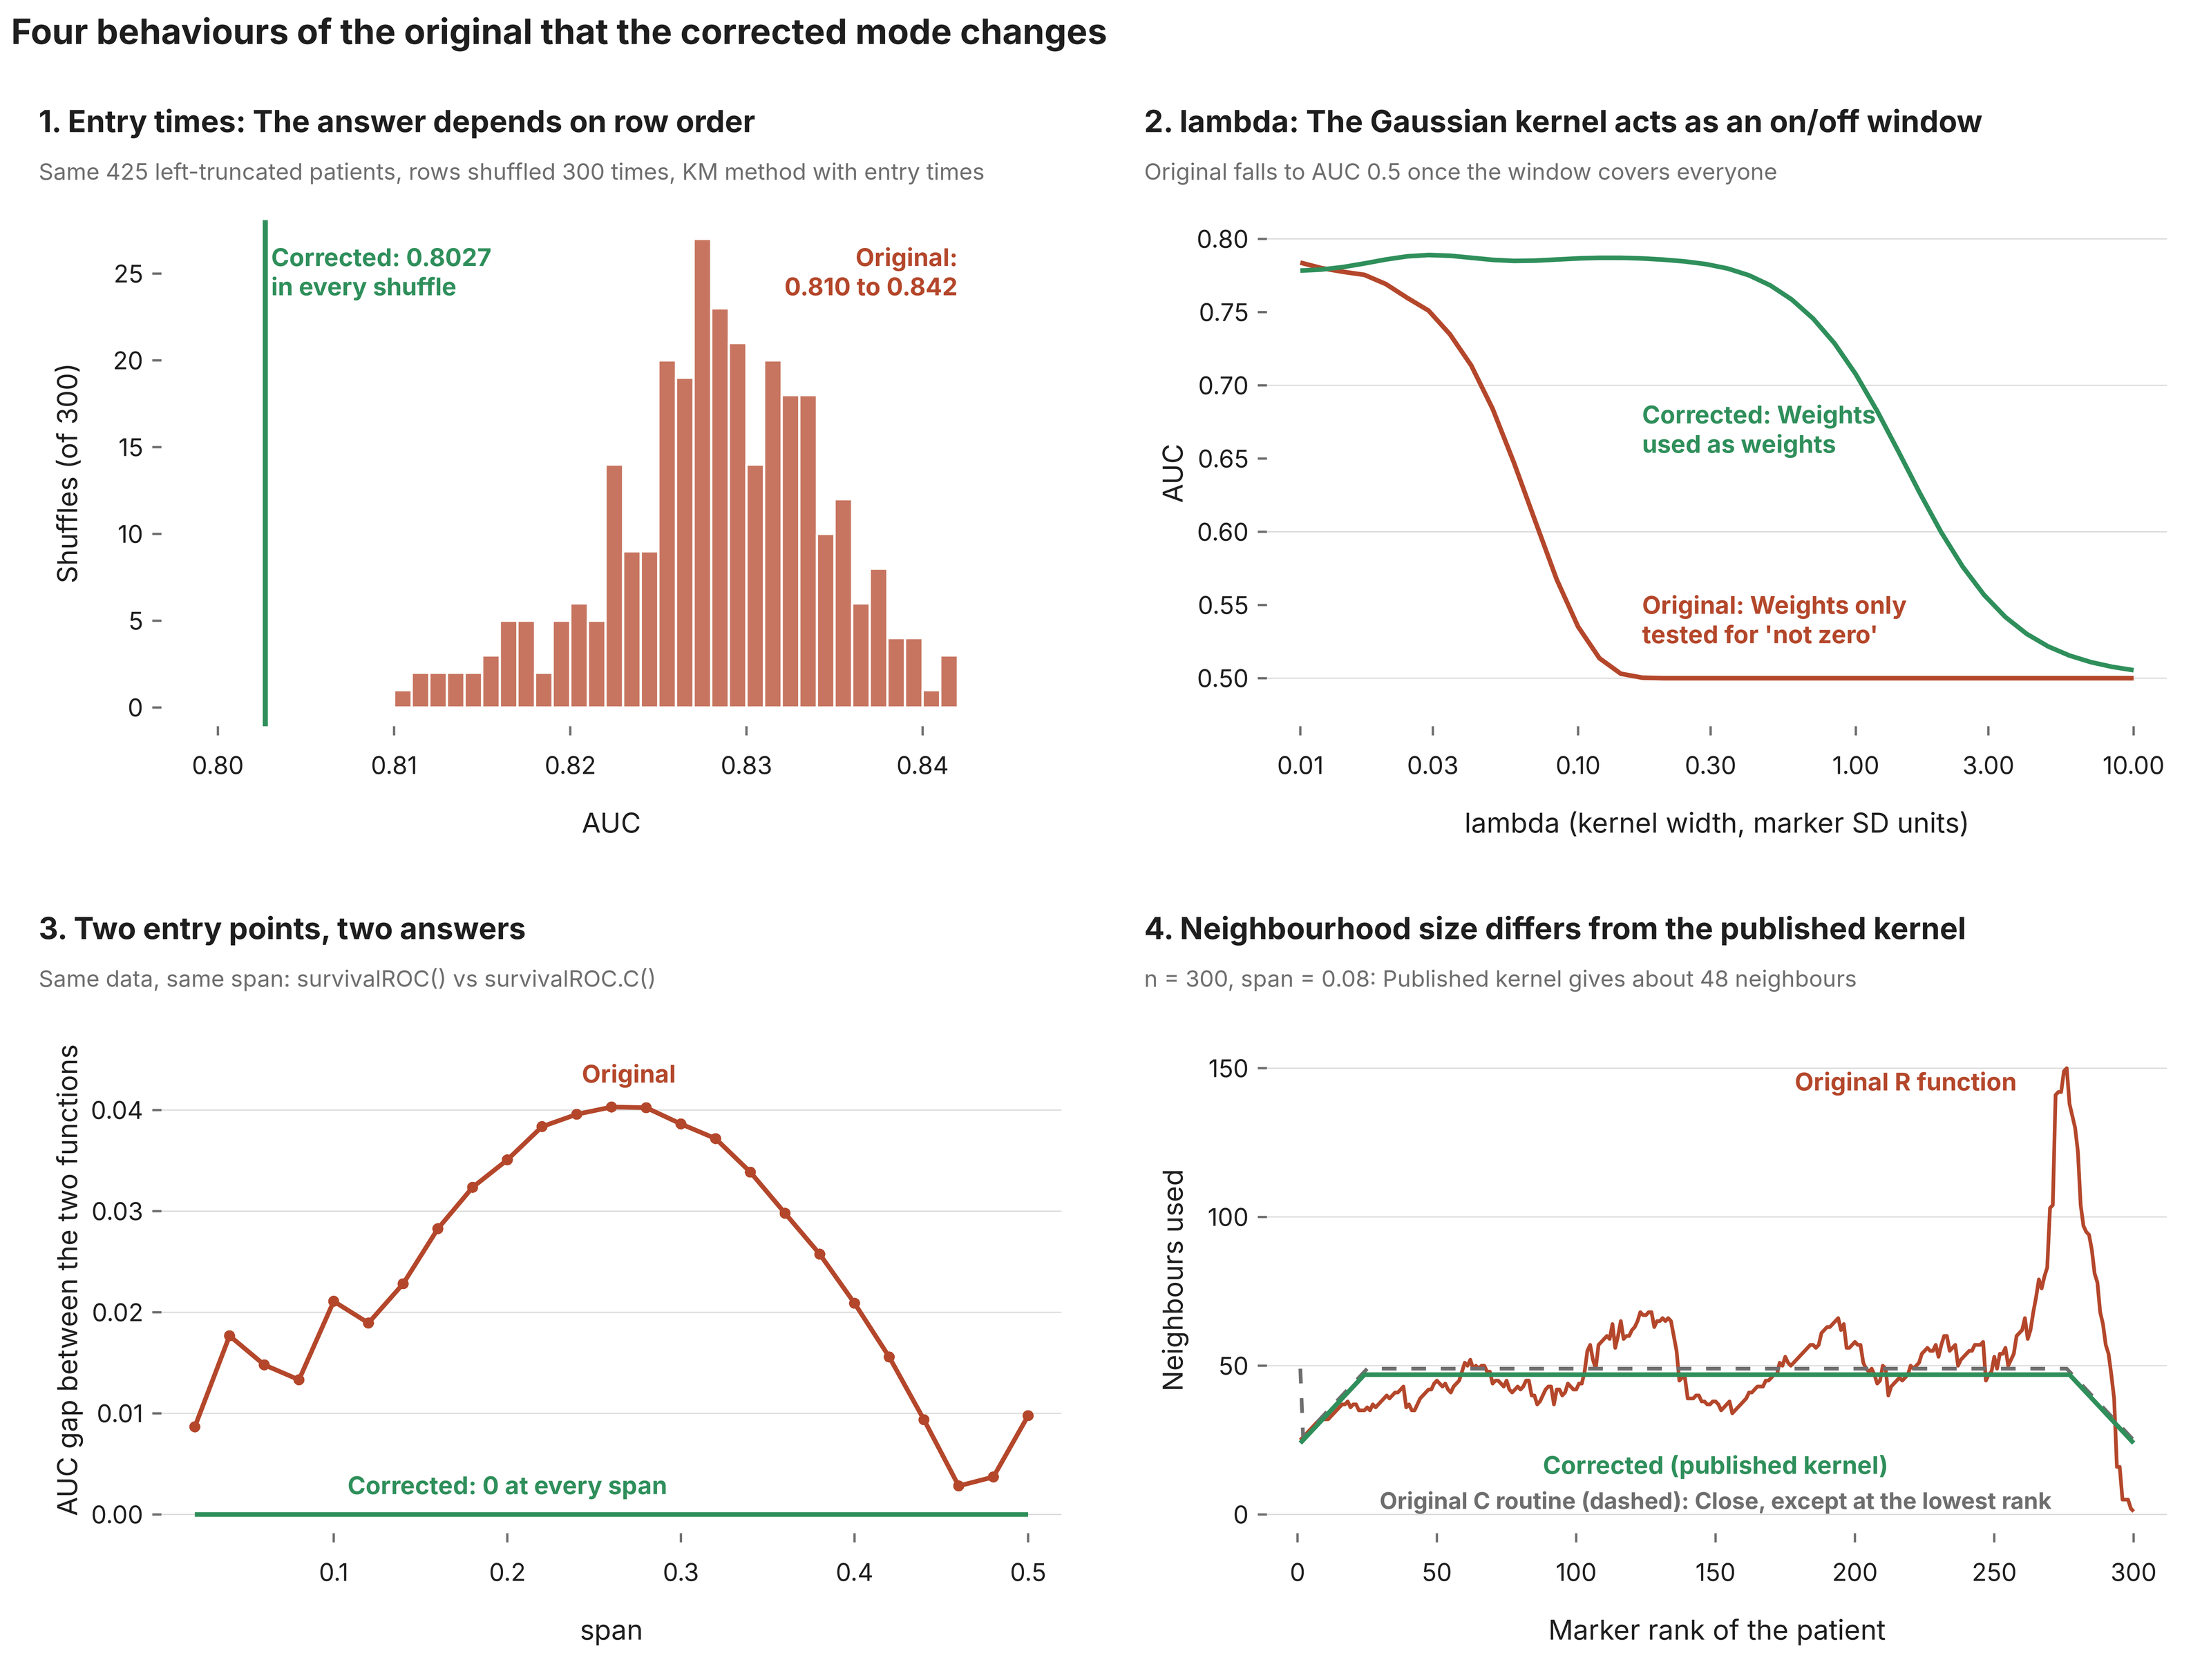 Four behaviours of the original that the corrected mode changes
1. Entry times: The answer depends on row order
Same 425 left-truncated patients, rows shuffled 300 times, KM method with entry times
Corrected: 0.8027
in every shuffle
Original:
0.810 to 0.842
Shuffles (of 300)
25
20
15
10
5
0
0.80
0.81
0.82
0.83
0.84
AUC
2. lambda: The Gaussian kernel acts as an on/off window
Original falls to AUC 0.5 once the window covers everyone
AUC
0.80
0.75
0.70
0.65
0.60
0.55
0.50
Corrected: Weights
used as weights
Original: Weights only
tested for 'not zero'
0.01
0.03
0.10
0.30
1.00
3.00
10.00
lambda (kernel width, marker SD units)
3. Two entry points, two answers
Same data, same span: survivalROC() vs survivalROC.C()
AUC gap between the two functions
0.04
0.03
0.02
0.01
0.00
Original
Corrected: 0 at every span
0.1
0.2
0.3
0.4
0.5
span
4. Neighbourhood size differs from the published kernel
n = 300, span = 0.08: Published kernel gives about 48 neighbours
Neighbours used
150
100
50
0
Original R function
Corrected (published kernel)
Original C routine (dashed): Close, except at the lowest rank
0
50
100
150
200
250
300
Marker rank of the patient